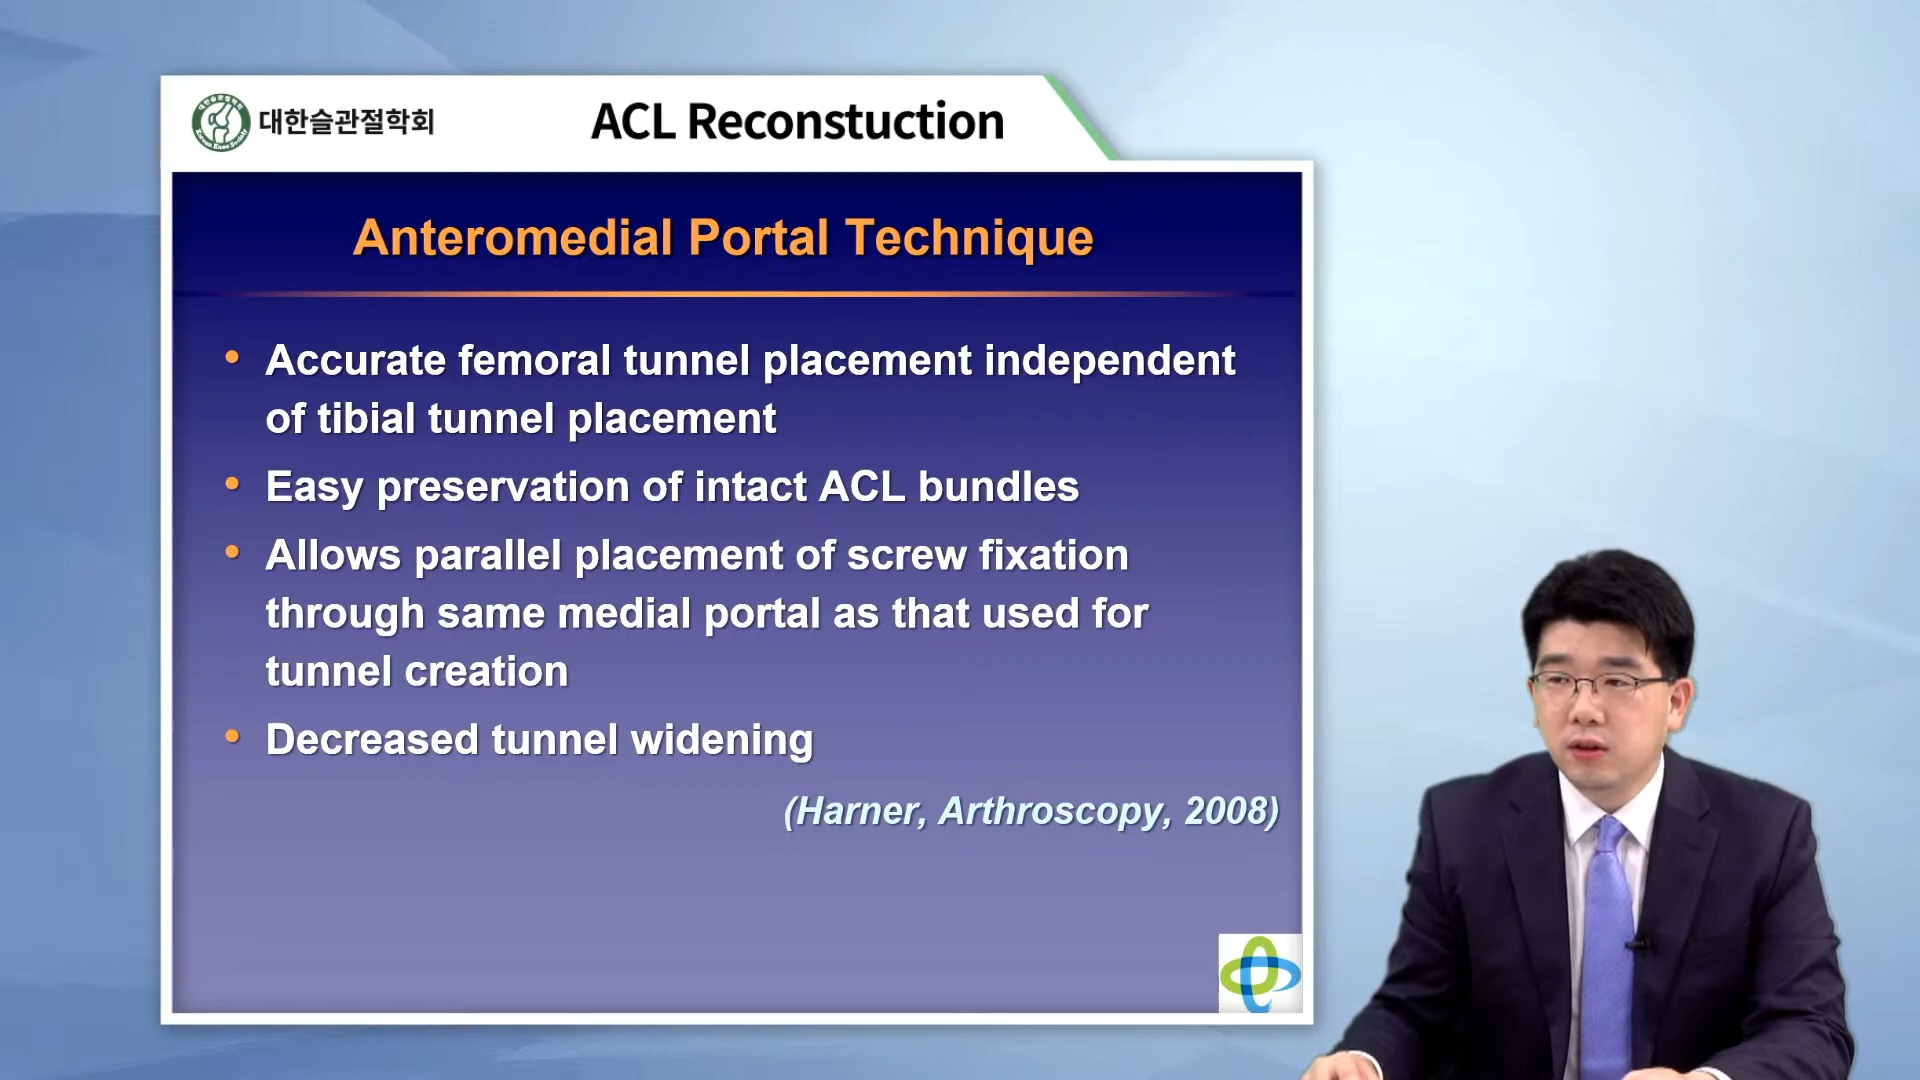 대한슬관절학회
ACL Reconstuction
Anteromedial Portal Technique
• Accurate femoral tunnel placement independent
of tibial tunnel placement
• Easy preservation of intact ACL bundles
• Allows parallel placement of screw fixation
through same medial portal as that used for
tunnel creation
• Decreased tunnel widening
(Harner, Arthroscopy, 2008)